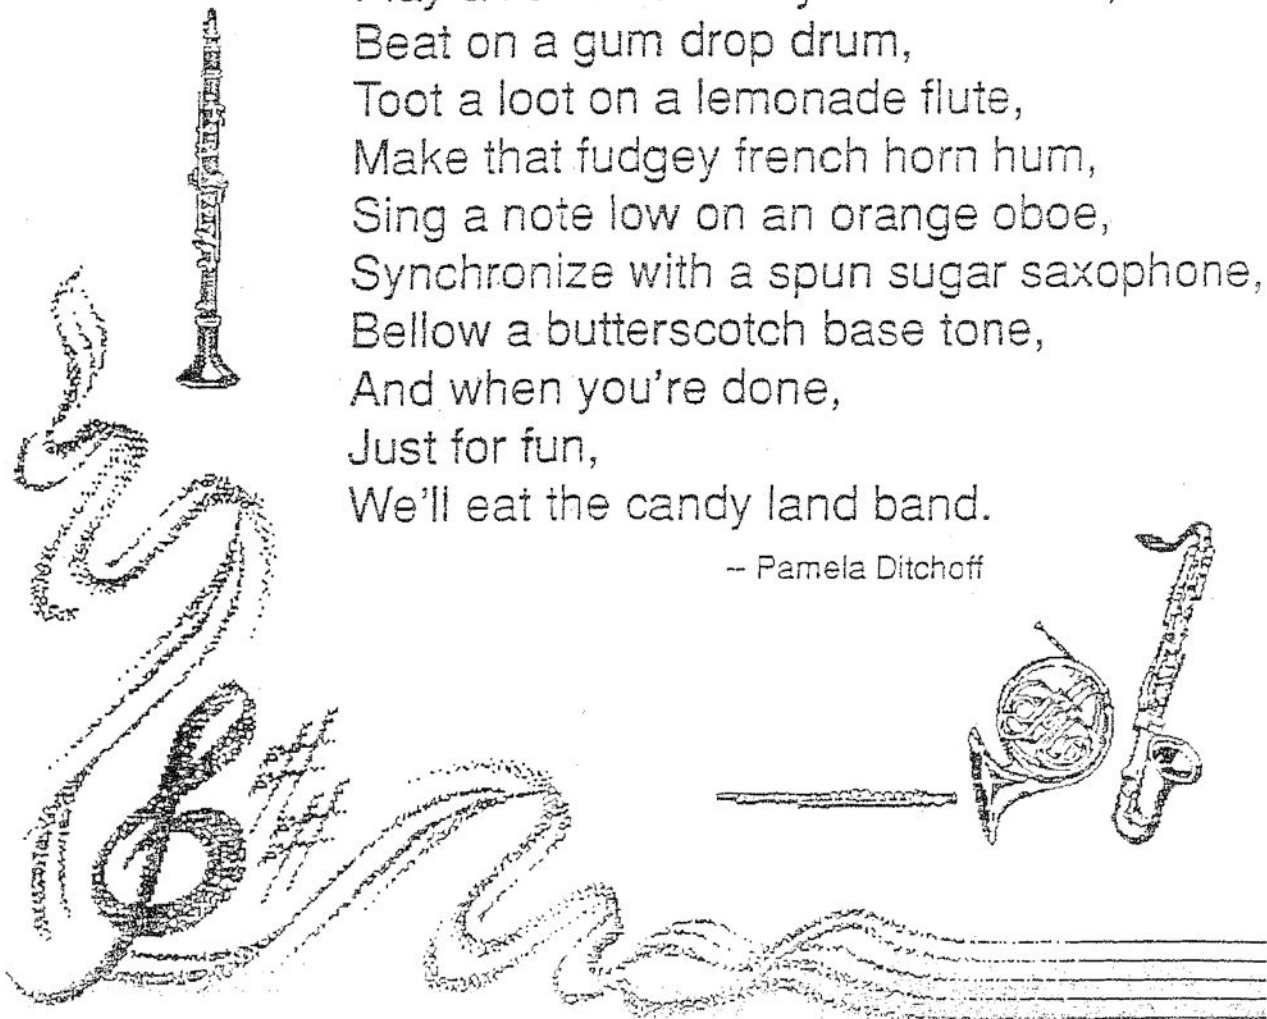 Beat on a gum drop drum,
Toot a loot on a lemonade flute,
Make that fudgey french horn hum,
Sing a note low on an orange oboe,
Synchronize with a spun sugar saxophone,
Bellow a butterscotch base tone,
And when you're done,
Just for fun,
We'll eat the candy land band.
-- Pamela Ditchoff